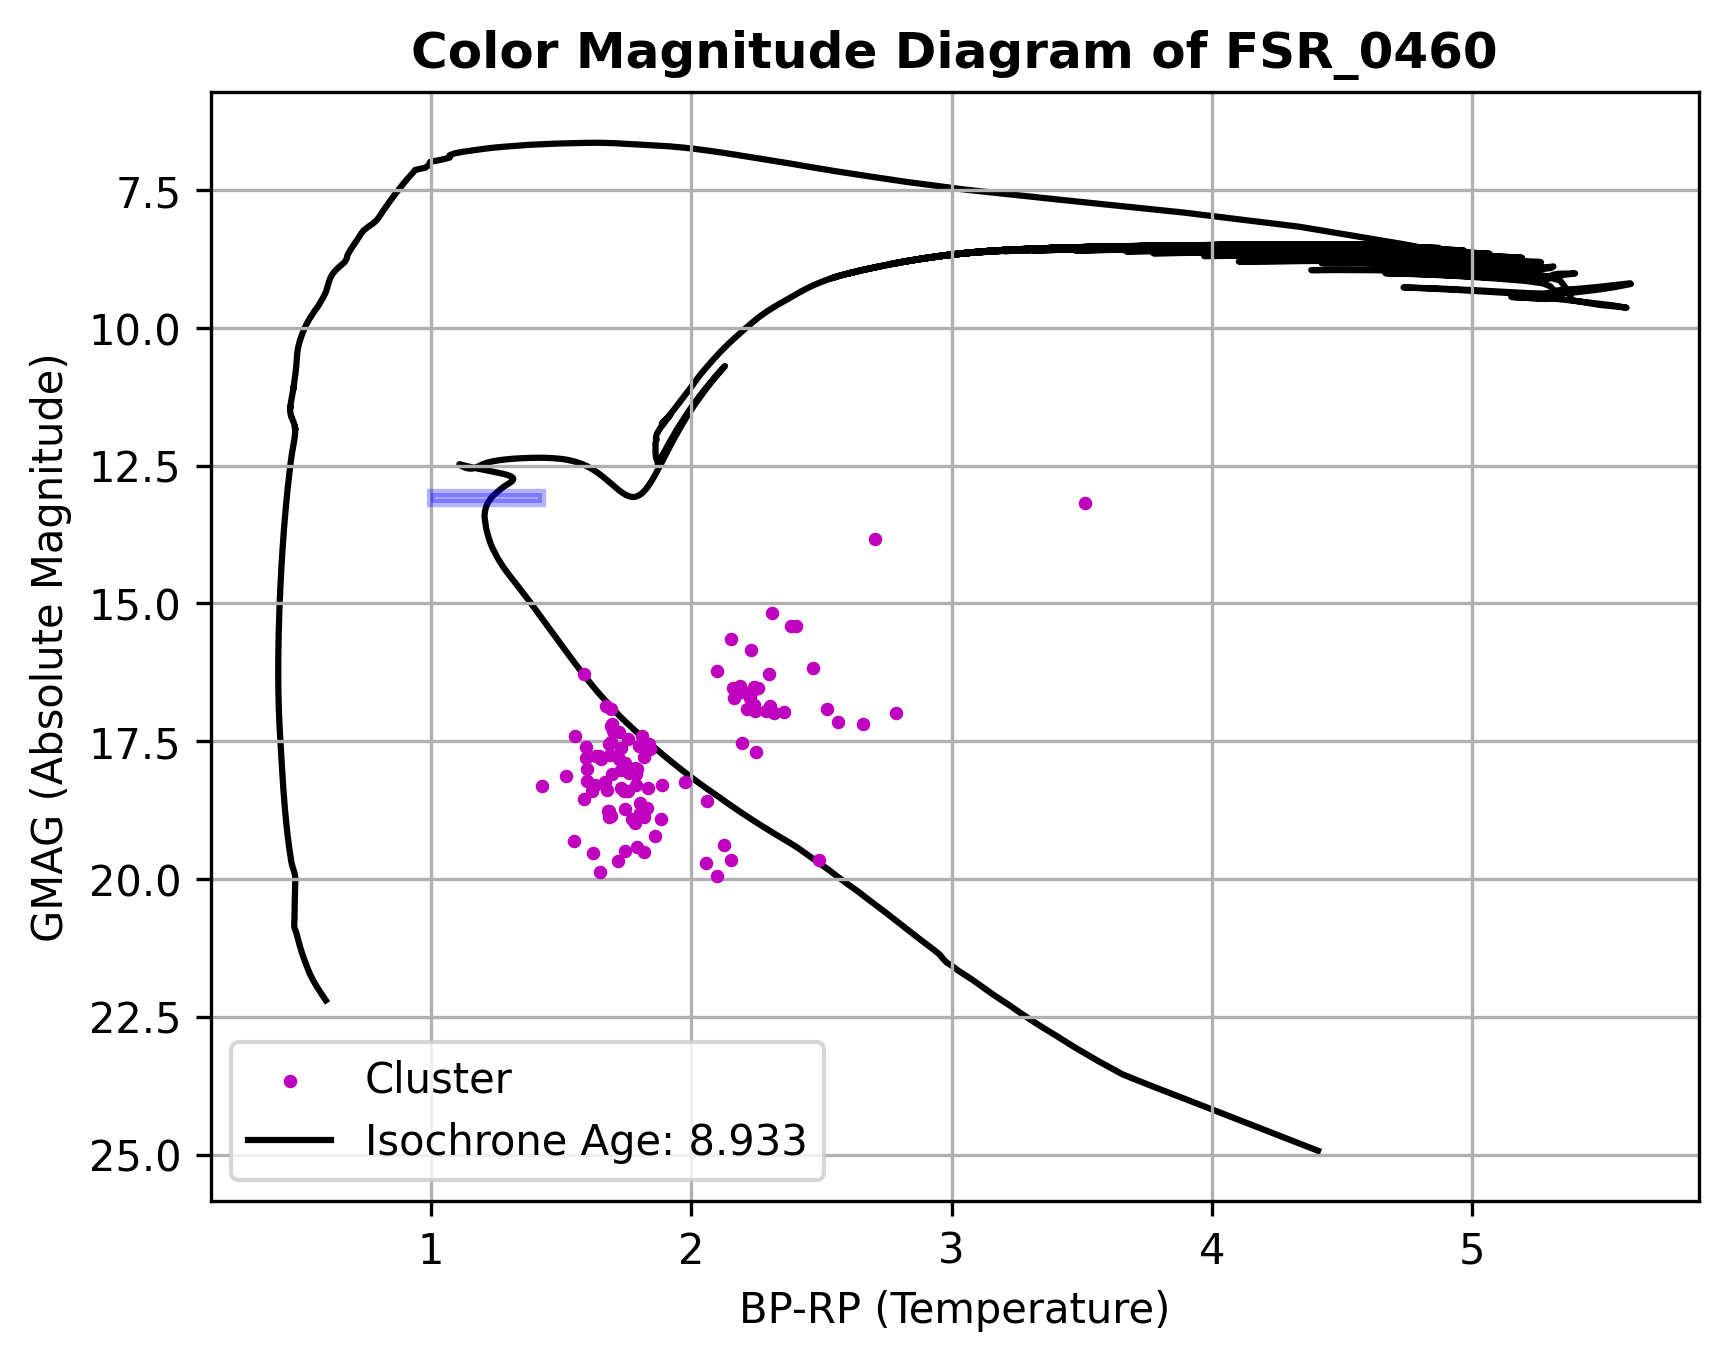 Color Magnitude Diagram of FSR_0460
GMAG (Absolute Magnitude)
7.5
10.0
12.5
15.0
17.5
20.0
22.5
25.0
Cluster
Isochrone Age: 8.933
1 2 3 4 5
BP-RP (Temperature)